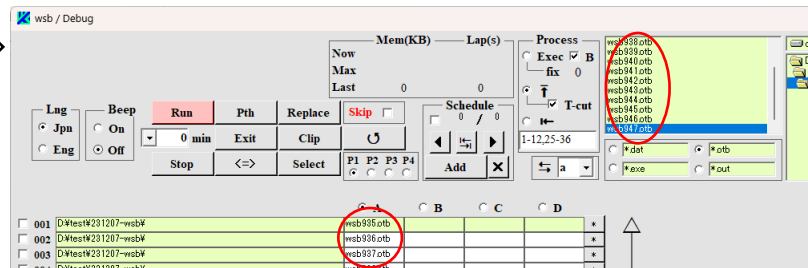 wsb / Debug
Mem(KB) Lap(s)
Now
Max
Last 0 0
Process
Exec B
fix 0
T-cut
1-12,25-36
a
wsb938.otb
wsb939.otb
wsb940.otb
wsb941.otb
wsb942.otb
wsb943.otb
wsb944.otb
wsb945.otb
wsb946.otb
wsb947.otb
*.dat *.otb
*.exe *.out
Lng Beep
Jpn On
Eng Off
Run Pth Replace Skip
0 min Exit Clip
Stop <=> Select P1 P2 P3 P4
Schedule
0 / 0
Add
A B C D
001 D:¥test¥231207-wsb¥ wsb935.otb *
002 D:¥test¥231207-wsb¥ wsb936.otb *
003 D:¥test¥231207-wsb¥ wsb937.otb *